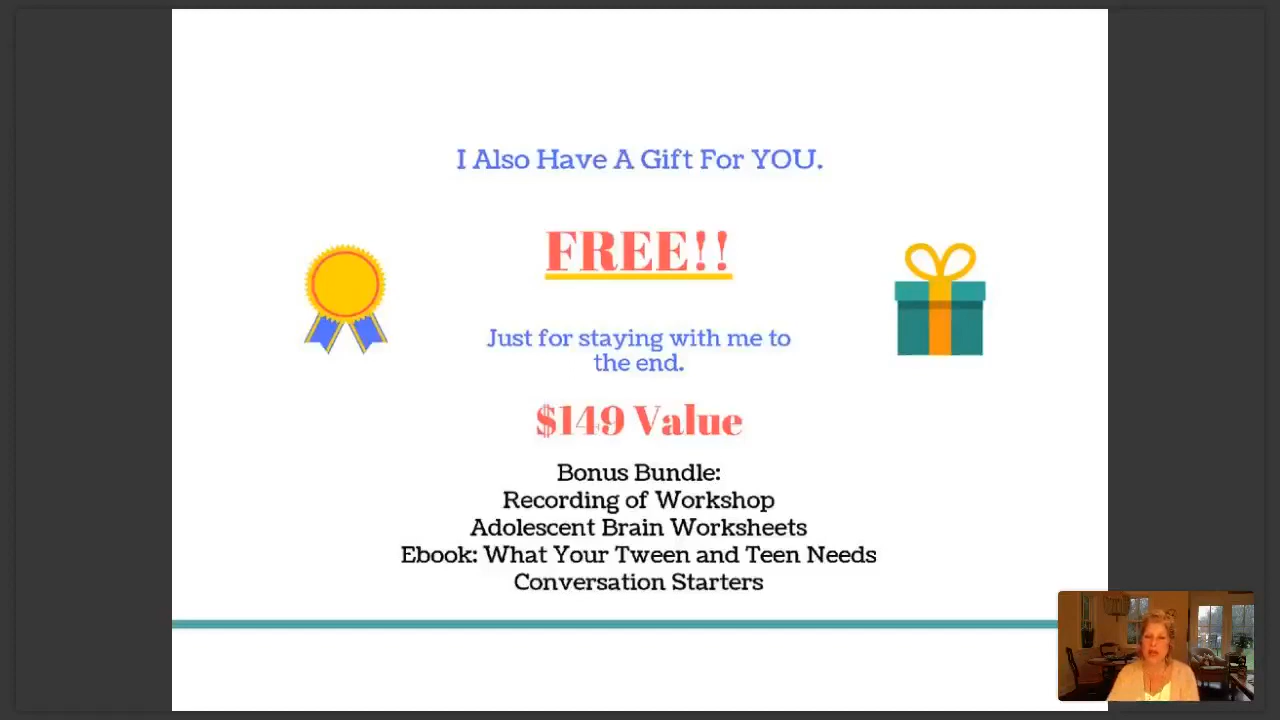 I Also Have A Gift For YOU.
FREE!!
Just for staying with me to
the end.
$149 Value
Bonus Bundle:
Recording of Workshop
Adolescent Brain Worksheets
Ebook: What Your Tween and Teen Needs
Conversation Starters